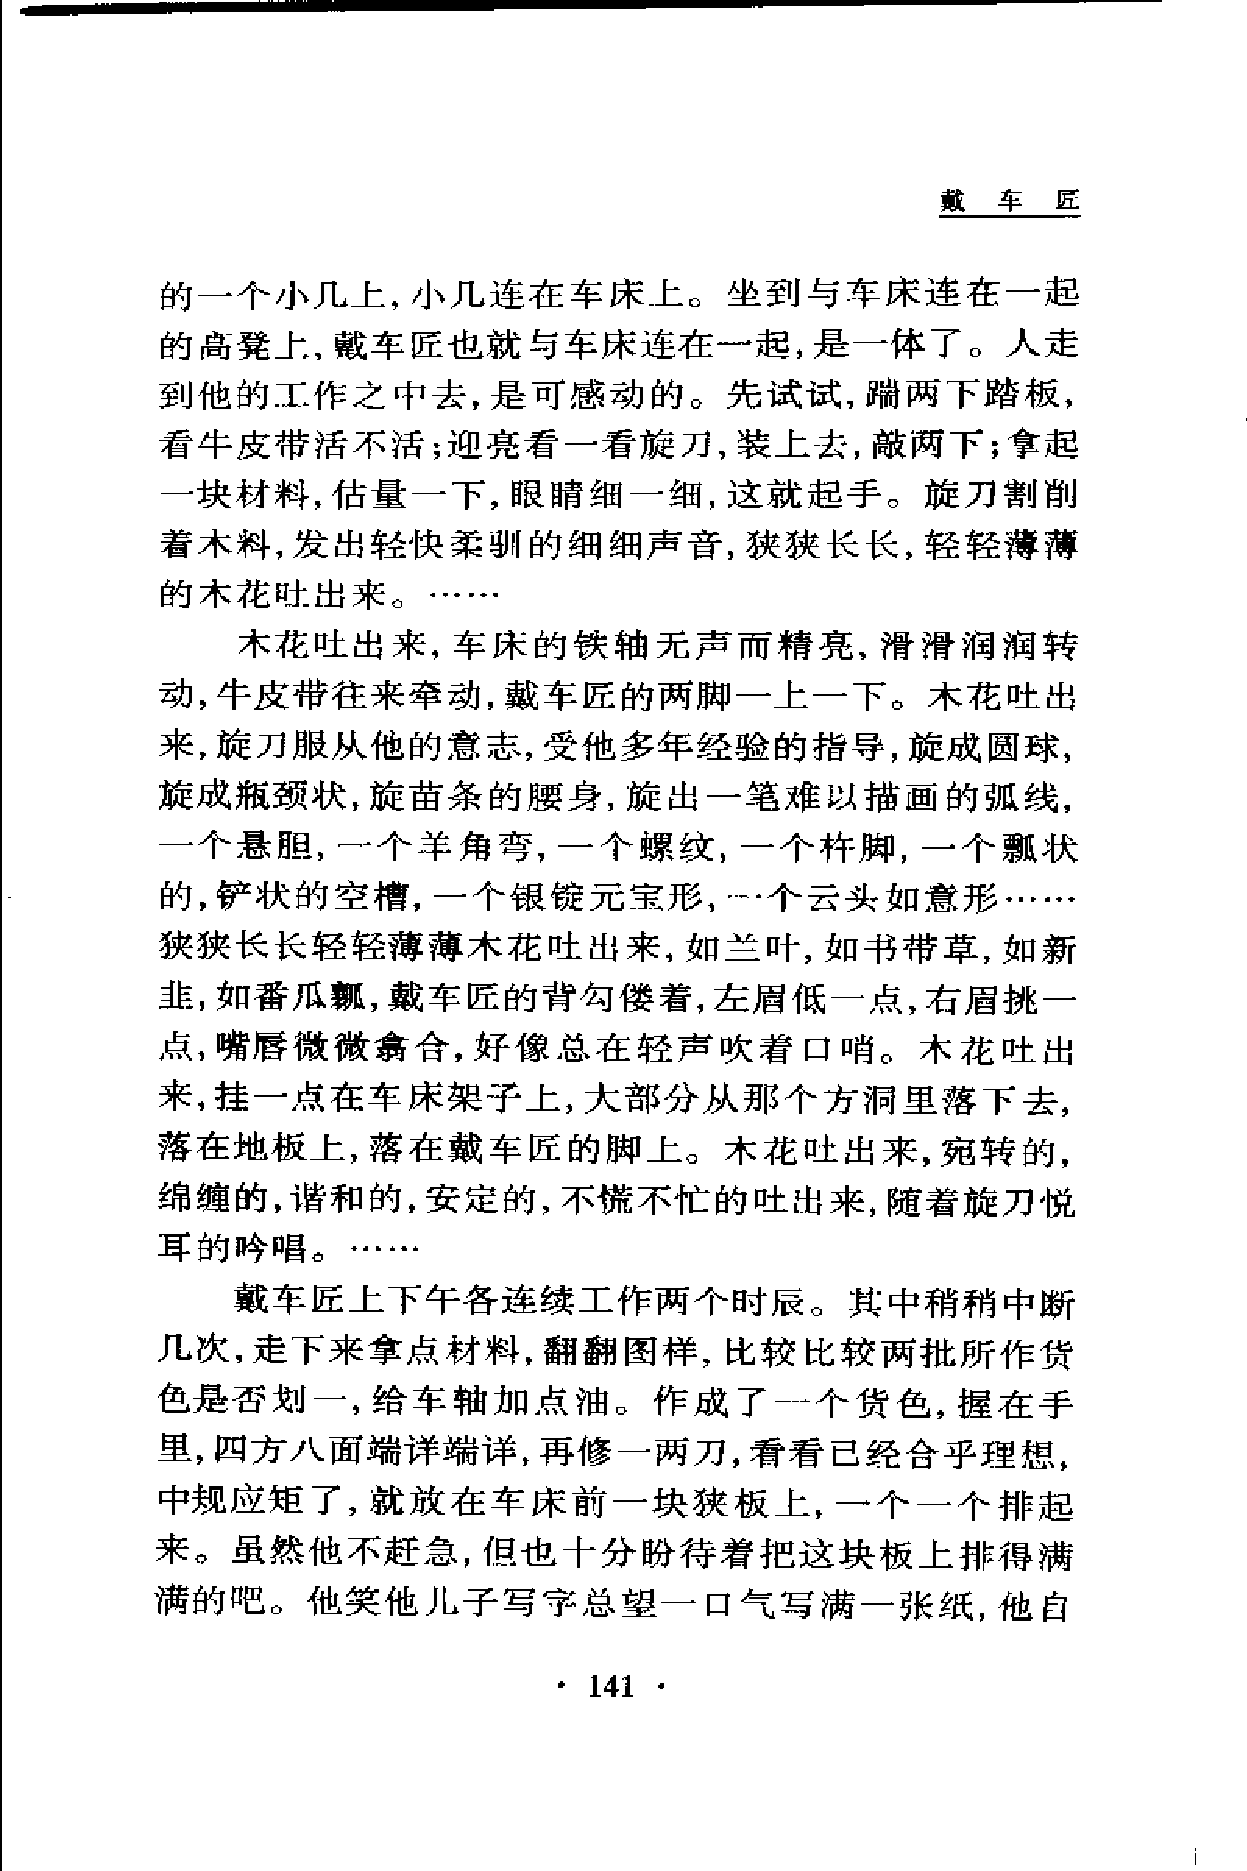 戴车匠
的一个小几上,小几连在车床上。坐到与车床连在一起
的高凳上,戴车匠也就与车床连在一起,是一体了。人走
到他的工作之中去,是可感动的。先试试,踹两下踏板,
看牛皮带活不活;迎亮看一看旋刀,装上去,敲两下;拿起
一块材料,估量一下,眼睛细一细,这就起手。旋刀割削
着木料,发出轻快柔驯的细细声音,狭狭长长,轻轻薄薄
的木花吐出来。……
木花吐出来,车床的铁轴无声而精亮,滑滑润润转
动,牛皮带往来牵动,戴车匠的两脚一上一下。木花吐出
来,旋刀服从他的意志,受他多年经验的指导,旋成圆球,
旋成瓶颈状,旋苗条的腰身,旋出一笔难以描画的弧线,
一个悬胆,一个羊角弯,一个螺纹,一个杵脚,一个瓢状
的,铲状的空槽,一个银锭元宝形,一个云头如意形……
狭狭长长轻轻薄薄木花吐出来,如兰叶,如书带草,如新
韭,如番瓜瓤,戴车匠的背勾偻着,左眉低一点,右眉挑一
点,嘴唇微微翕合,好像总在轻声吹着口哨。木花吐出
来,挂一点在车床架子上,大部分从那个方洞里落下去,
落在地板上,落在戴车匠的脚上。木花吐出来,宛转的,
绵缠的,谐和的,安定的,不慌不忙的吐出来,随着旋刀悦
耳的吟唱。……
戴车匠上下午各连续工作两个时辰。其中稍稍中断
几次,走下来拿点材料,翻翻图样,比较比较两批所作货
色是否划一,给车轴加点油。作成了一个货色,握在手
里,四方八面端详端详,再修一两刀,看看已经合乎理想,
中规应矩了,就放在车床前一块狭板上,一个一个排起
来。虽然他不赶急,但也十分盼待着把这块板上排得满
满的吧。他笑他儿子写字总望一口气写满一张纸,他自
· 141 ·